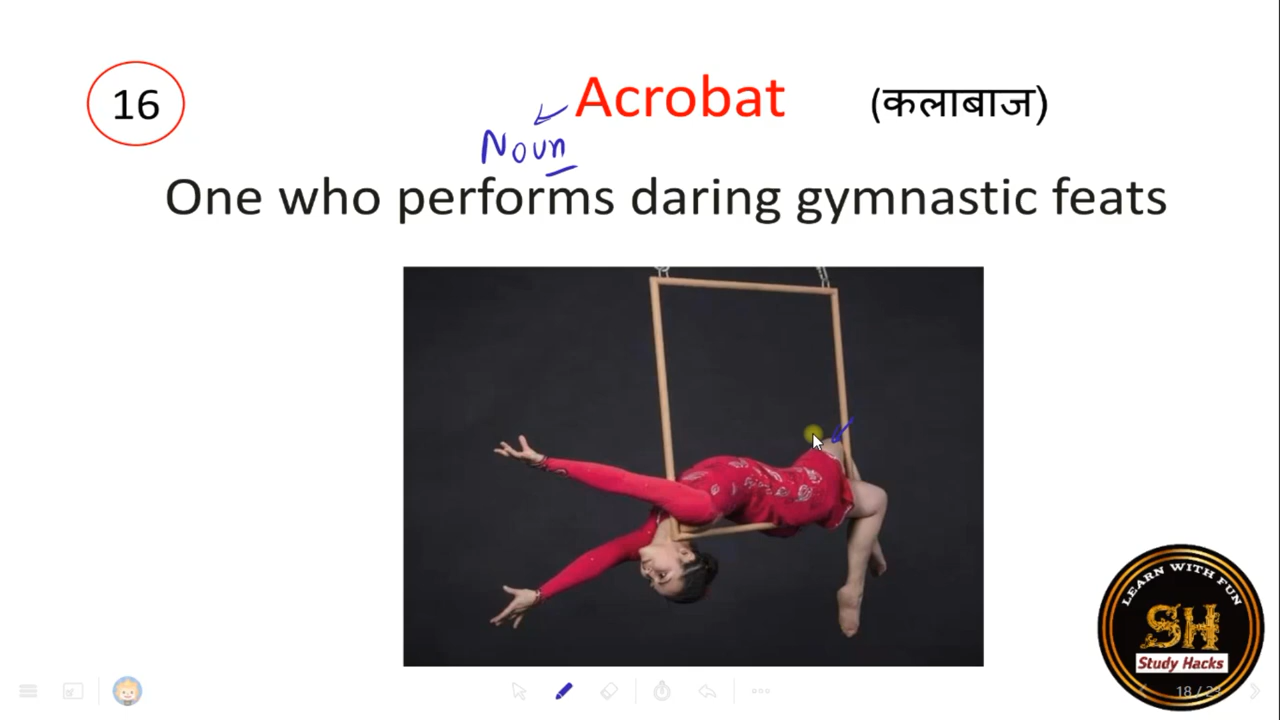 16
Acrobat (कलाबाज)
Noun
One who performs daring gymnastic feats
LEARN WITH FUN
SH
Study Hacks